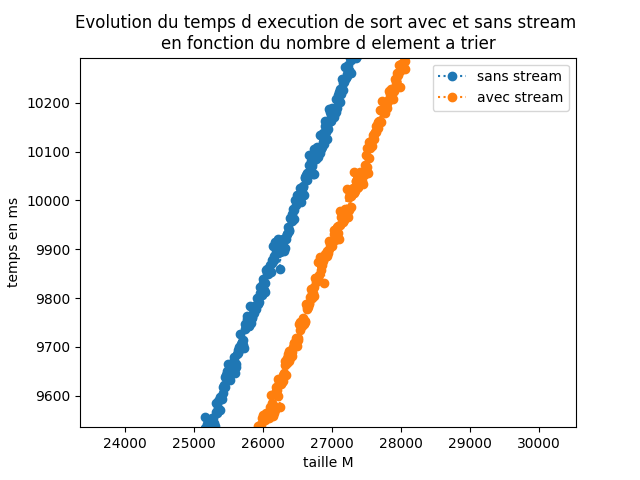 Evolution du temps d execution de sort avec et sans stream
en fonction du nombre d element a trier
sans stream
avec stream
temps en ms
10200
10100
10000
9900
9800
9700
9600
24000 25000 26000 27000 28000 29000 30000
taille M